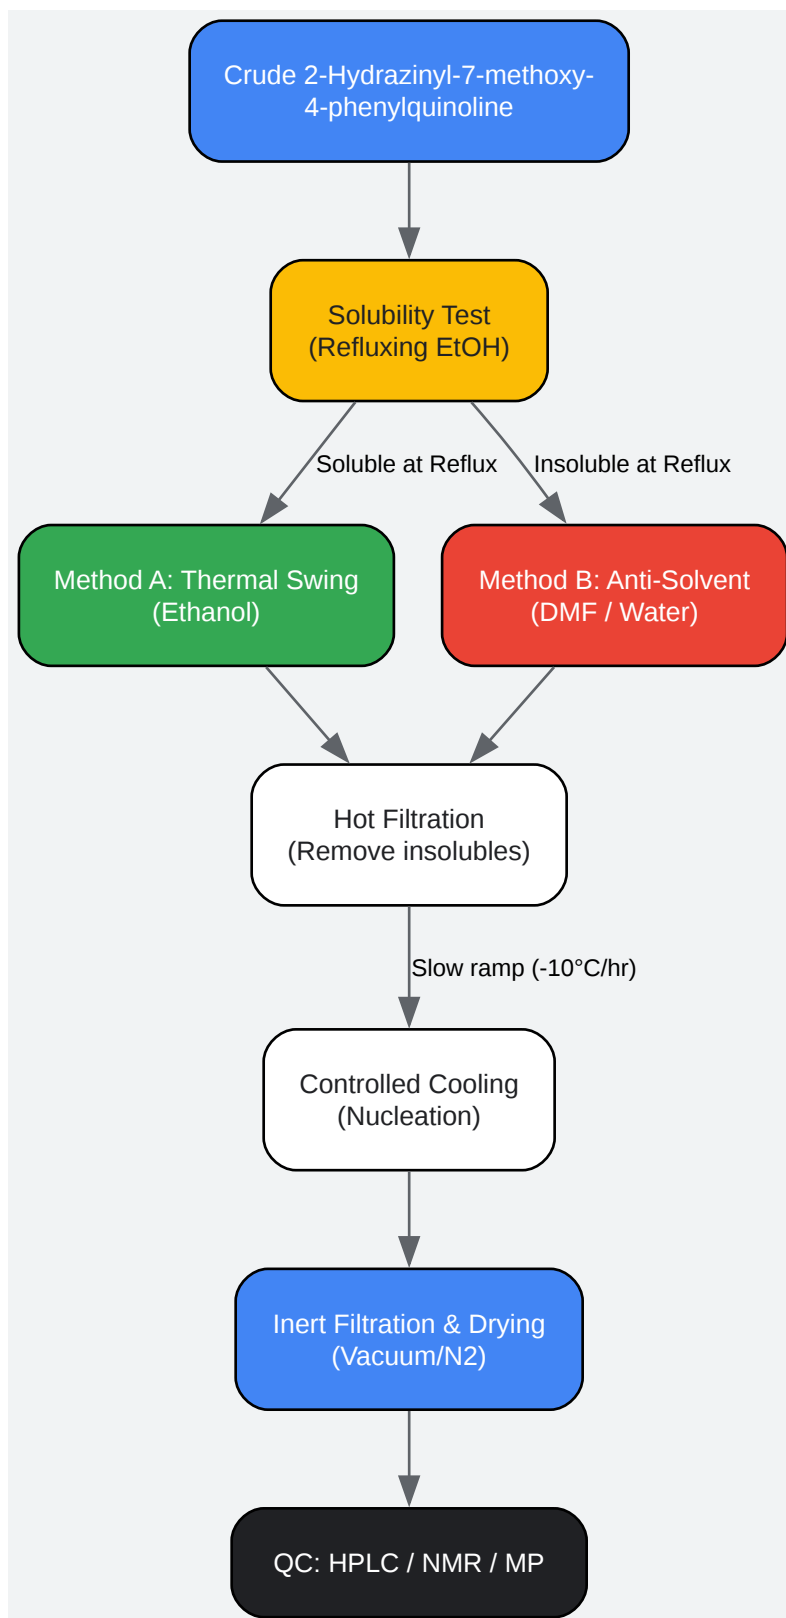 Crude 2-Hydrazinyl-7-methoxy-
4-phenylquinoline
Solubility Test
(Refluxing EtOH)
Soluble at Reflux
Insoluble at Reflux
Method A: Thermal Swing
(Ethanol)
Method B: Anti-Solvent
(DMF / Water)
Hot Filtration
(Remove insolubles)
Slow ramp (-10°C/hr)
Controlled Cooling
(Nucleation)
Inert Filtration & Drying
(Vacuum/N2)
QC: HPLC / NMR / MP